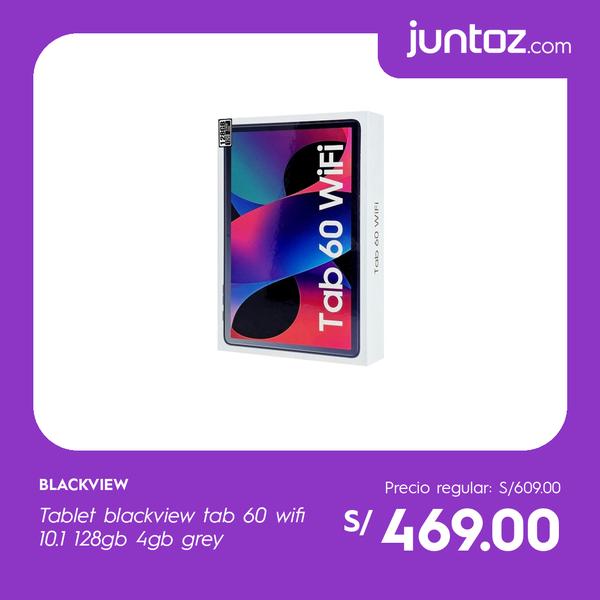 juntoz.com
128GB
Tab 60 WiFi
Tab 60 WiFi
BLACKVIEW
Tablet blackview tab 60 wifi
10.1 128gb 4gb grey
Precio regular: S/609.00
S/ 469.00